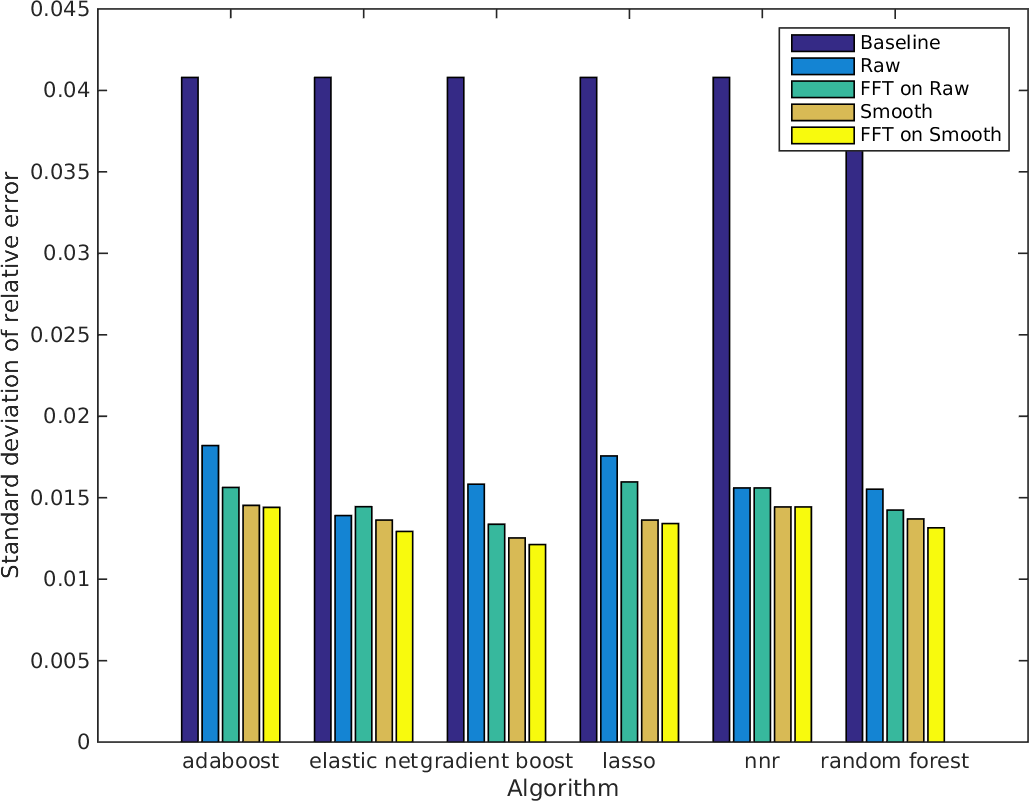 0.045
0.04
0.035
0.03
0.025
0.02
0.015
0.01
0.005
0
Standard deviation of relative error
Baseline
Raw
FFT on Raw
Smooth
FFT on Smooth
adaboost elastic net gradient boost lasso nnr random forest
Algorithm